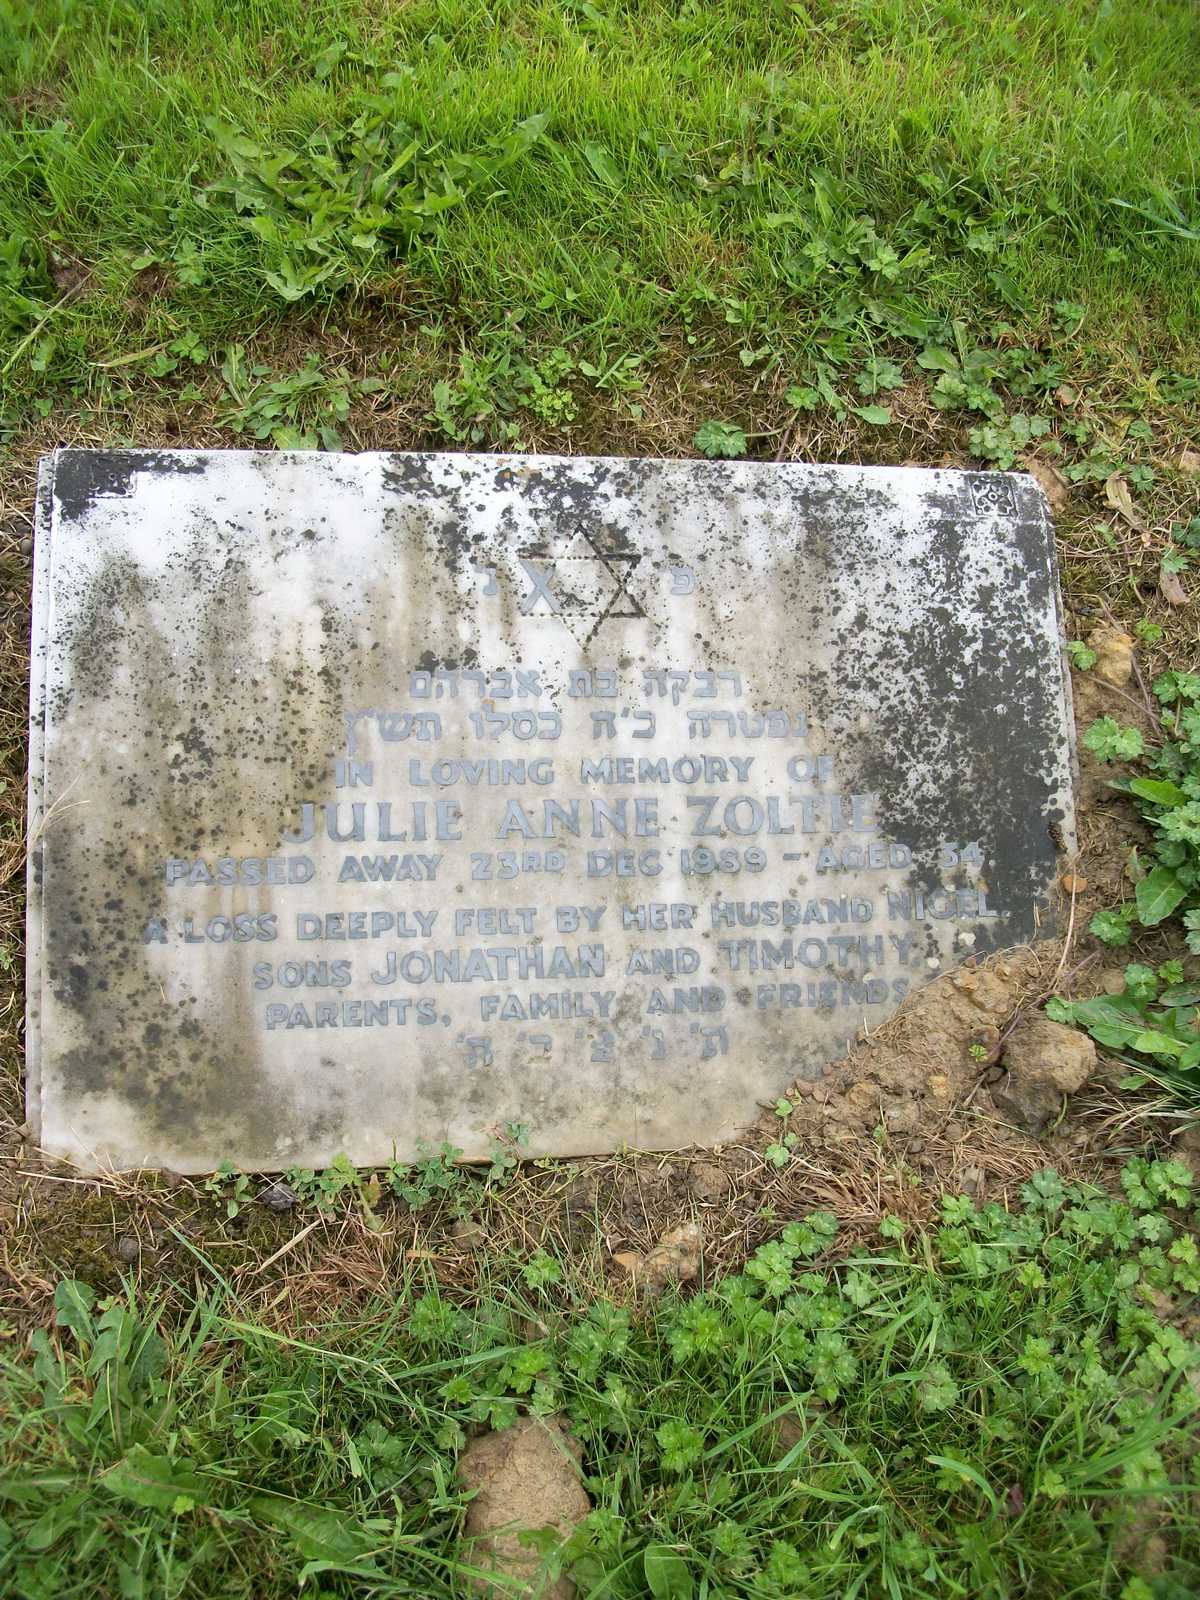 פ נ
רבקה בת אברהם
נפטרה כ'ה כסלו תש"ן
IN LOVING MEMORY OF
JULIE ANNE ZOLTIE
PASSED AWAY 23RD DEC 1989 - AGED 34
A LOSS DEEPLY FELT BY HER HUSBAND NIGEL,
SONS JONATHAN AND TIMOTHY,
PARENTS, FAMILY AND FRIENDS
ת' נ' צ' ב' ה'